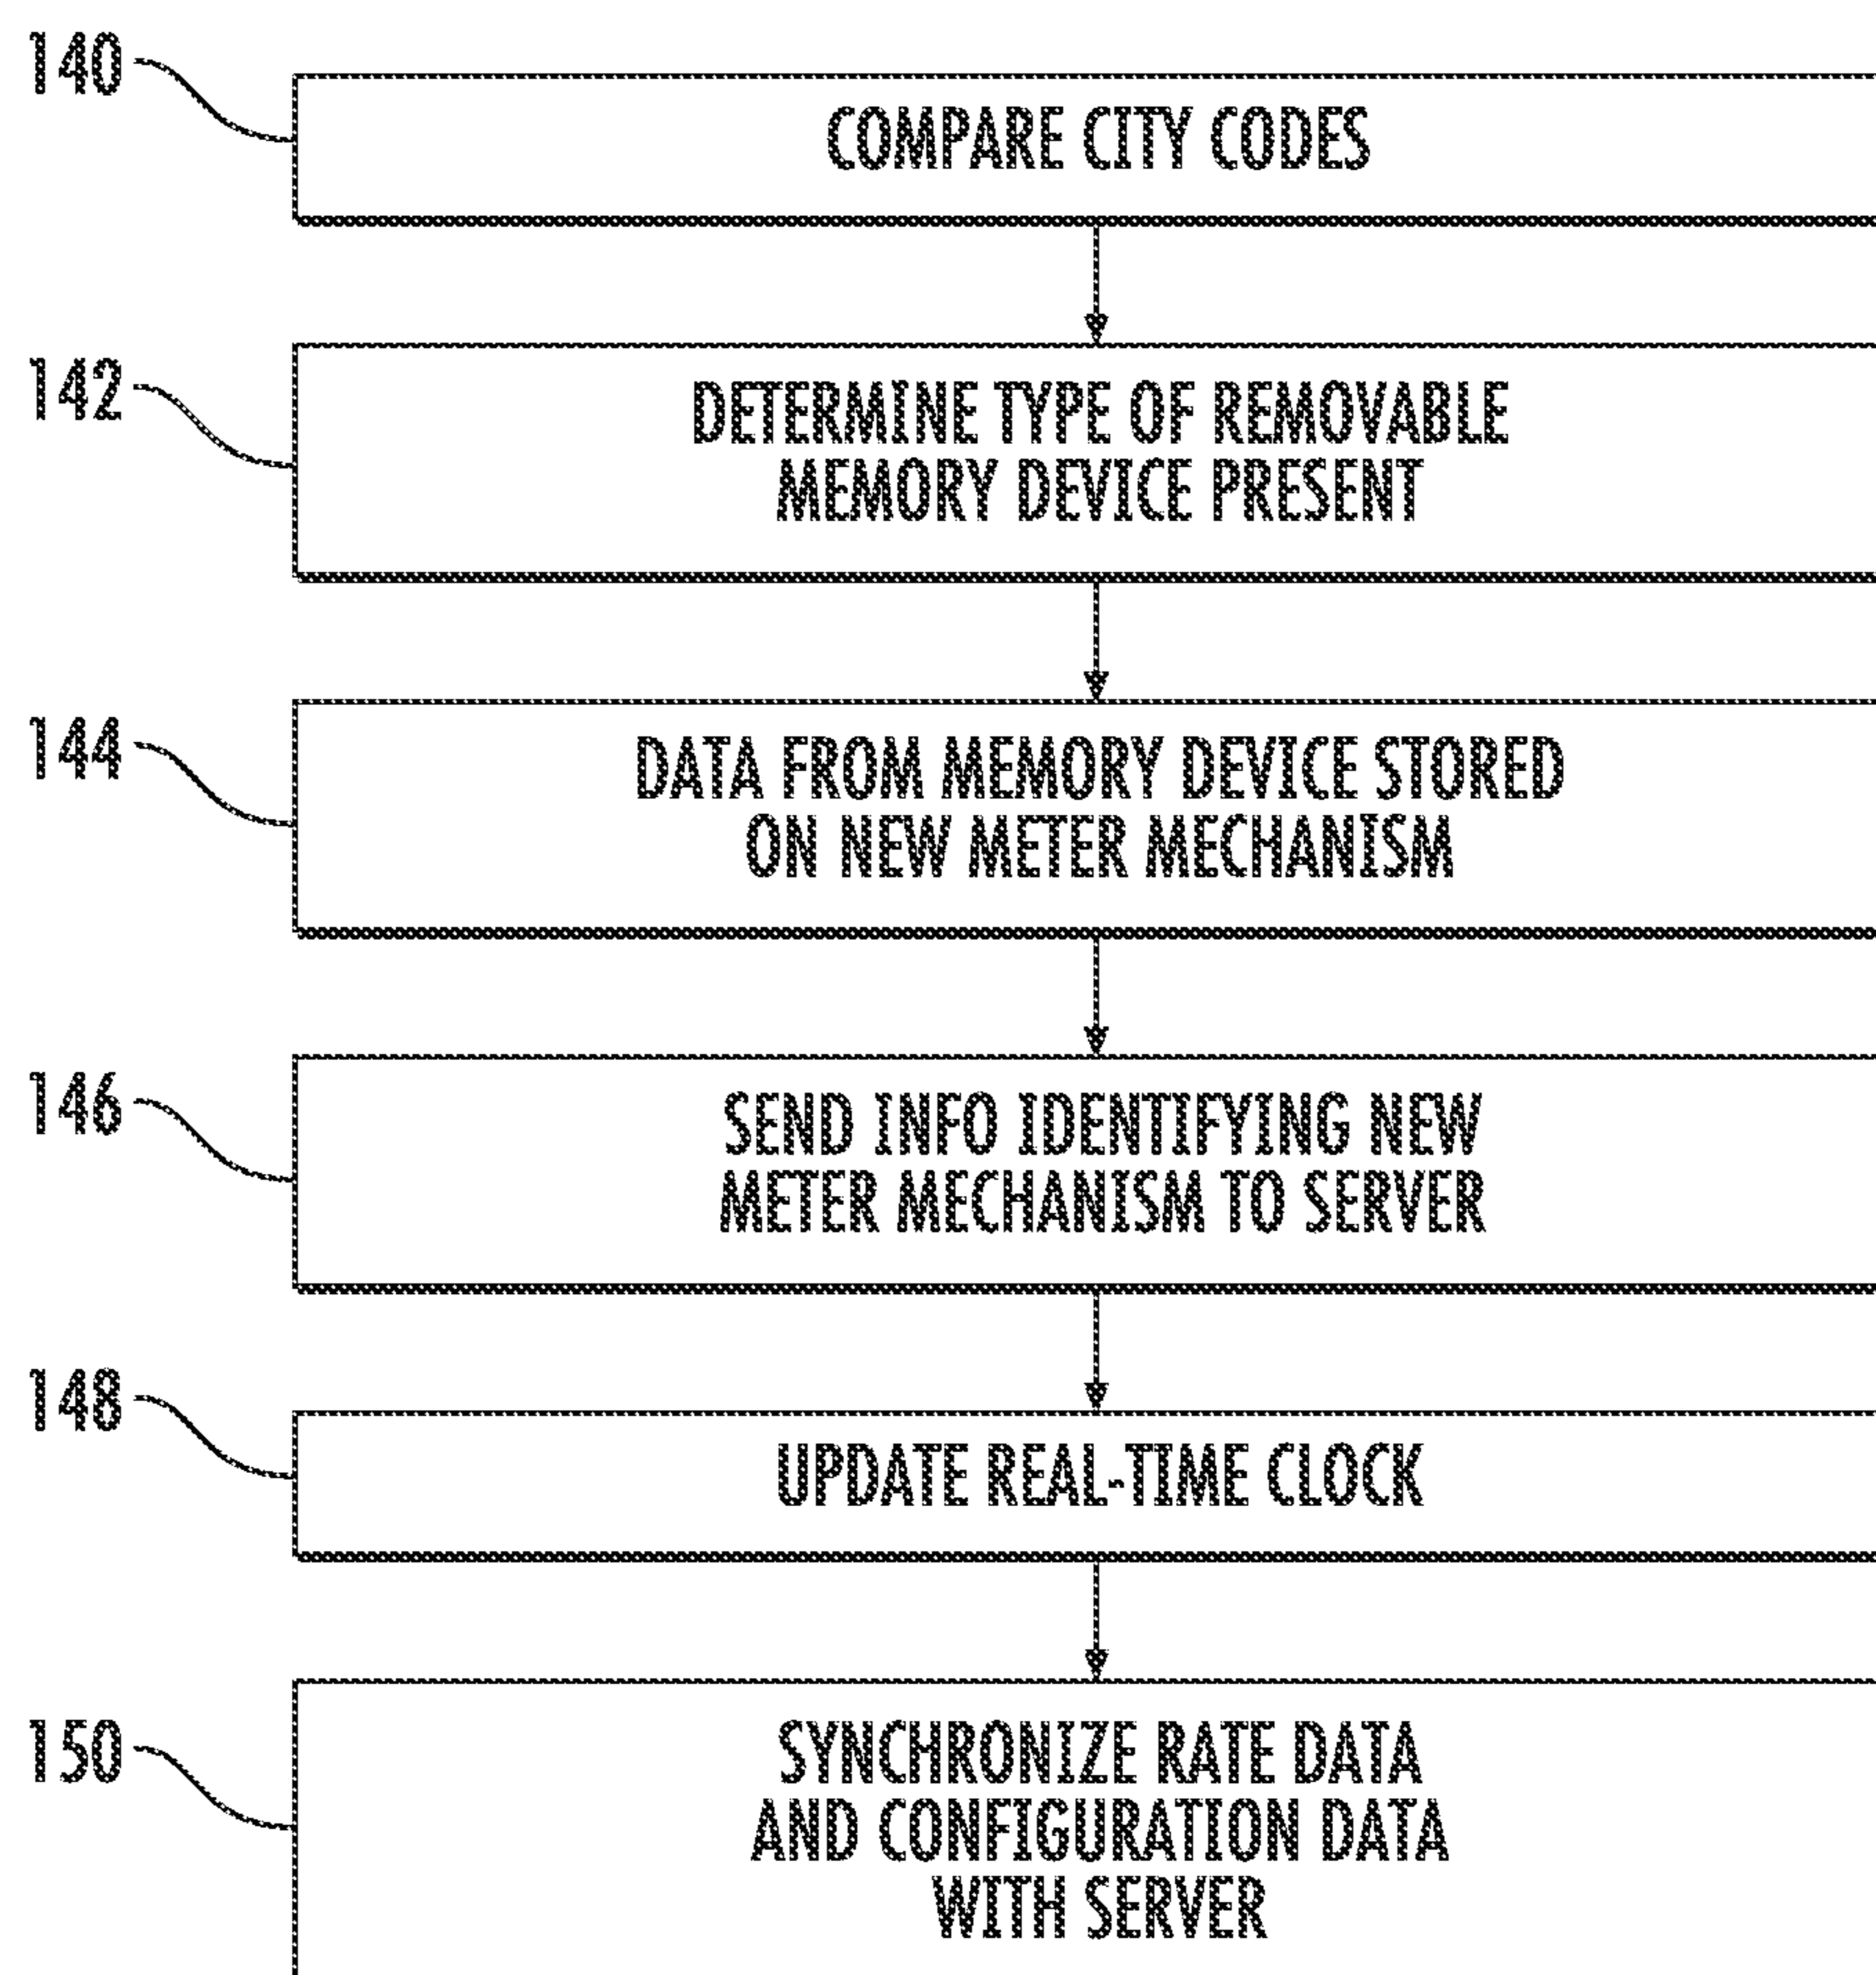 140
COMPARE CITY CODES
142
DETERMINE TYPE OF REMOVABLE
MEMORY DEVICE PRESENT
144
DATA FROM MEMORY DEVICE STORED
ON NEW METER MECHANISM
146
SEND INFO IDENTIFYING NEW
METER MECHANISM TO SERVER
148
UPDATE REAL-TIME CLOCK
150
SYNCHRONIZE RATE DATA
AND CONFIGURATION DATA
WITH SERVER